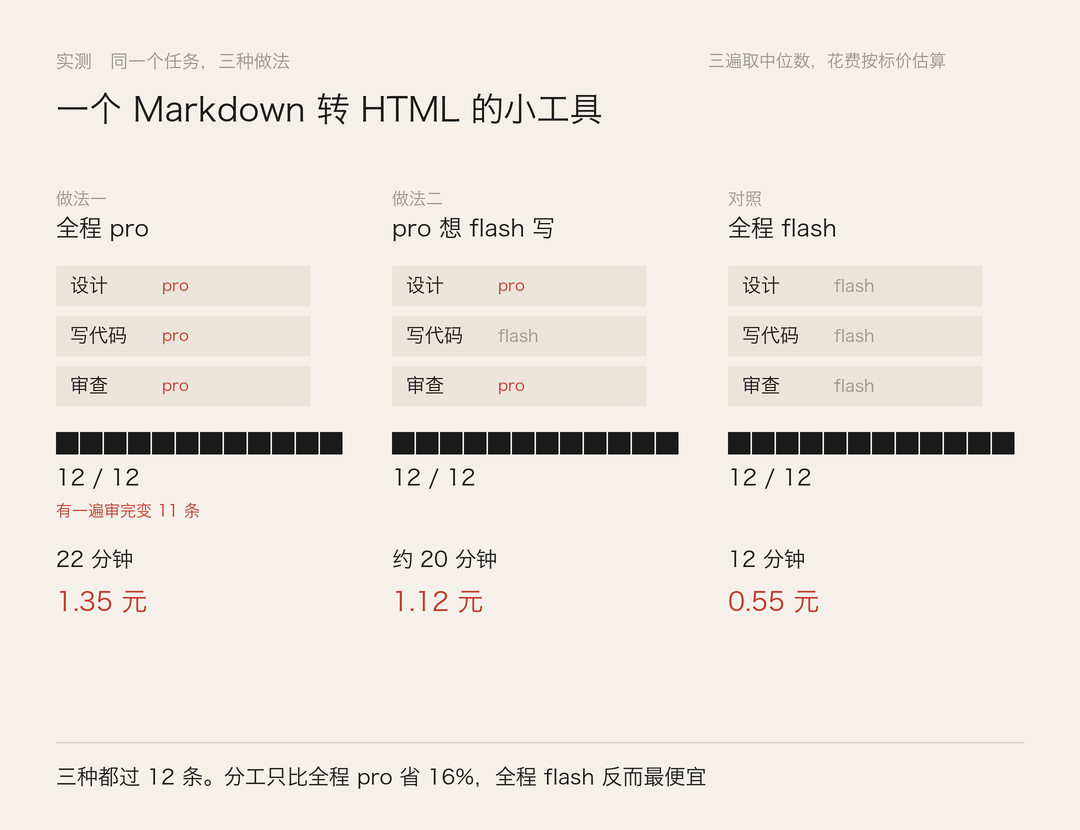 实测 同一个任务，三种做法
三遍取中位数，花费按标价估算
一个 Markdown 转 HTML 的小工具
做法一
全程 pro
设计 pro
写代码 pro
审查 pro
12 / 12
有一遍审完变 11 条
22 分钟
1.35 元
做法二
pro 想 flash 写
设计 pro
写代码 flash
审查 pro
12 / 12
约 20 分钟
1.12 元
对照
全程 flash
设计 flash
写代码 flash
审查 flash
12 / 12
12 分钟
0.55 元
三种都过 12 条。分工只比全程 pro 省 16%，全程 flash 反而最便宜